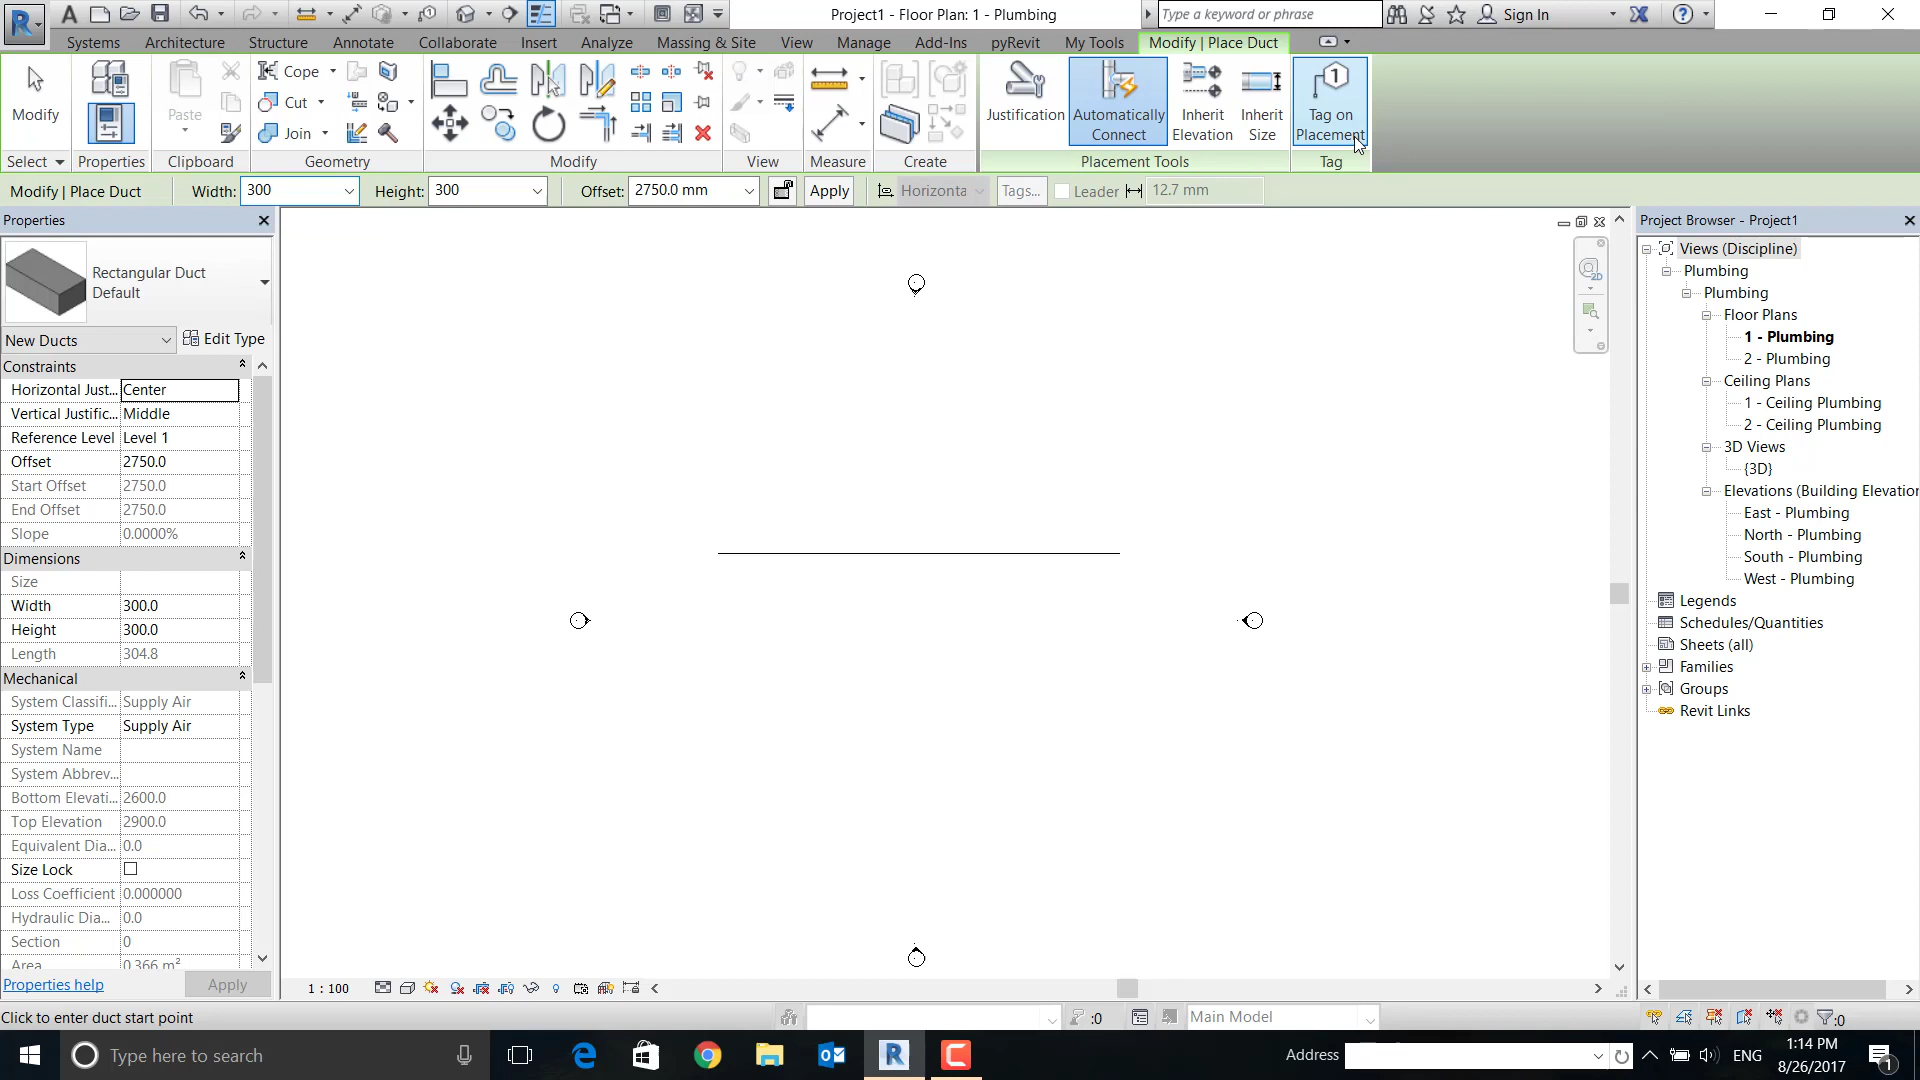 Project1 - Floor Plan: 1 - Plumbing
Type a keyword or phrase
Sign In
Systems Architecture Structure Annotate Collaborate Insert Analyze Massing & Site View Manage Add-Ins pyRevit My Tools Modify | Place Duct
Modify
Paste
Cope
Cut
Join
Justification
Automatically
Connect
Inherit
Elevation
Inherit
Size
Tag on
Placement
Select Properties Clipboard Geometry Modify View Measure Create Placement Tools Tag
Modify | Place Duct Width: 300 Height: 300 Offset: 2750.0 mm Apply Horizonta Tags... Leader 12.7 mm
Properties
Rectangular Duct
Default
New Ducts Edit Type
Constraints
Horizontal Just... Center
Vertical Justific... Middle
Reference Level Level 1
Offset 2750.0
Start Offset 2750.0
End Offset 2750.0
Slope 0.0000%
Dimensions
Size
Width 300.0
Height 300.0
Length 304.8
Mechanical
System Classifi... Supply Air
System Type Supply Air
System Name
System Abbrev...
Bottom Elevati... 2600.0
Top Elevation 2900.0
Equivalent Dia... 0.0
Size Lock
Loss Coefficient 0.000000
Hydraulic Dia... 0.0
Section 0
Area 0.366 m²
Properties help Apply
1 : 100
Project Browser - Project1
Views (Discipline)
Plumbing
Plumbing
Floor Plans
1 - Plumbing
2 - Plumbing
Ceiling Plans
1 - Ceiling Plumbing
2 - Ceiling Plumbing
3D Views
{3D}
Elevations (Building Elevation
East - Plumbing
North - Plumbing
South - Plumbing
West - Plumbing
Legends
Schedules/Quantities
Sheets (all)
Families
Groups
Revit Links
Click to enter duct start point
:0
Main Model
:0
Type here to search
Address
ENG
1:14 PM
8/26/2017
1